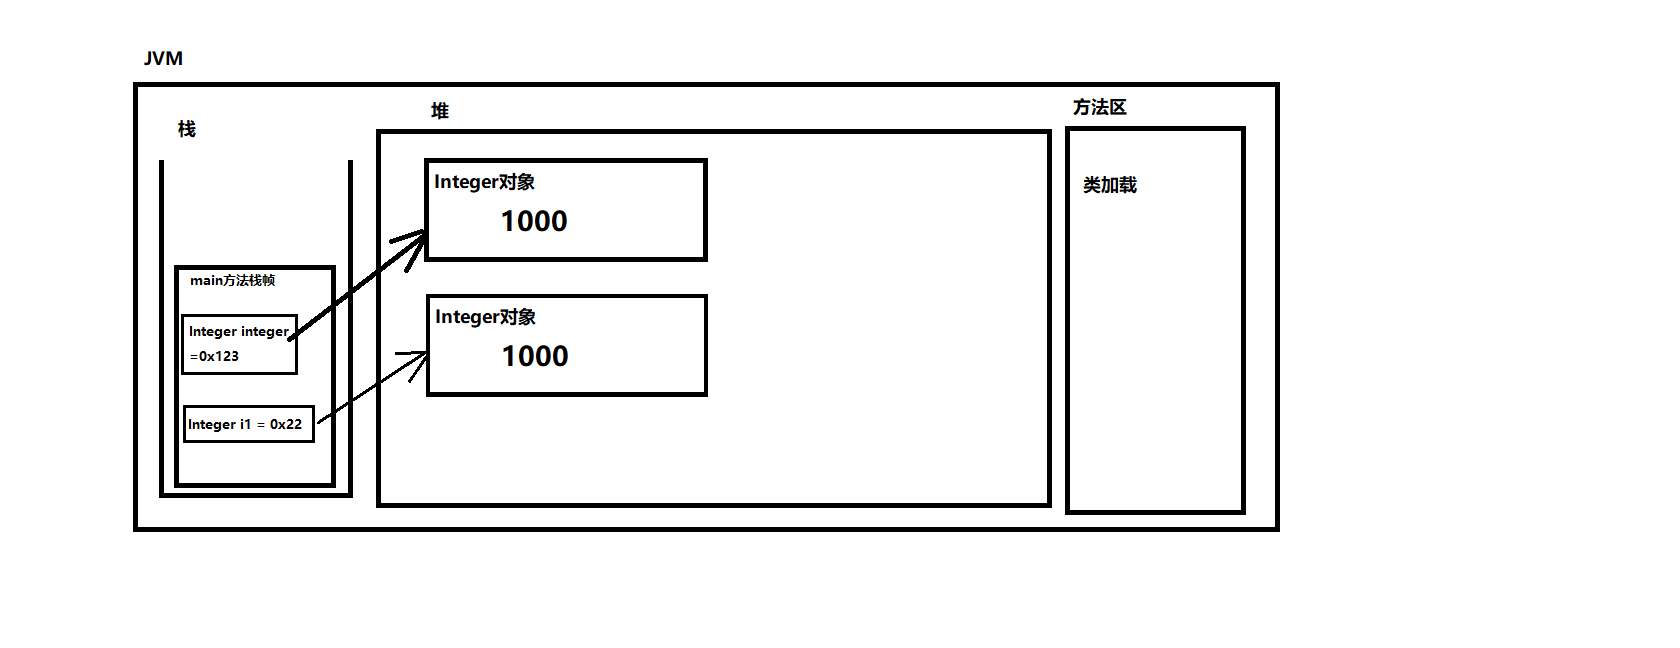 JVM
栈
堆
方法区
Integer对象
1000
类加载
main方法栈帧
Integer integer
=0x123
Integer对象
1000
Integer i1 = 0x22